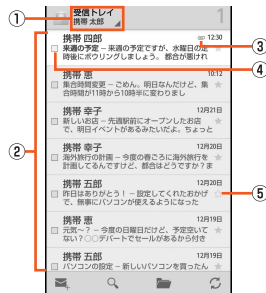 ①
受信トレイ
携帯 太郎
1
携帯 四郎
12:30
③
来週の予定 – 来週の予定ですが、水曜日の定
時後にボウリングしましょう。 都合が悪けれ
④
携帯 恵
10:12
集合時間変更 – ごめん。明日なんだけど、集
合時間が11時から10時半に変わりまし
携帯 幸子
12月21日
新しいお店 – 先週駅前にオープンしたお店
で、明日イベントがあるみたいだよ。ちょっと
②
携帯 幸子
12月20日
海外旅行の計画 – 今度の春ごろに海外旅行を
計画してるんですけど、都合はどうですか？ま
携帯 五郎
12月20日
昨日はありがとう！ – 設定してくれたおかげ
で、無事にパソコンが使えるようになった
⑤
携帯 恵
12月19日
元気～？ – 今度の日曜日だけど、予定空いて
ない？〇〇デパートでセールがあるから付き
携帯 五郎
12月19日
パソコンの設定 – 新しいパソコンを買ったん